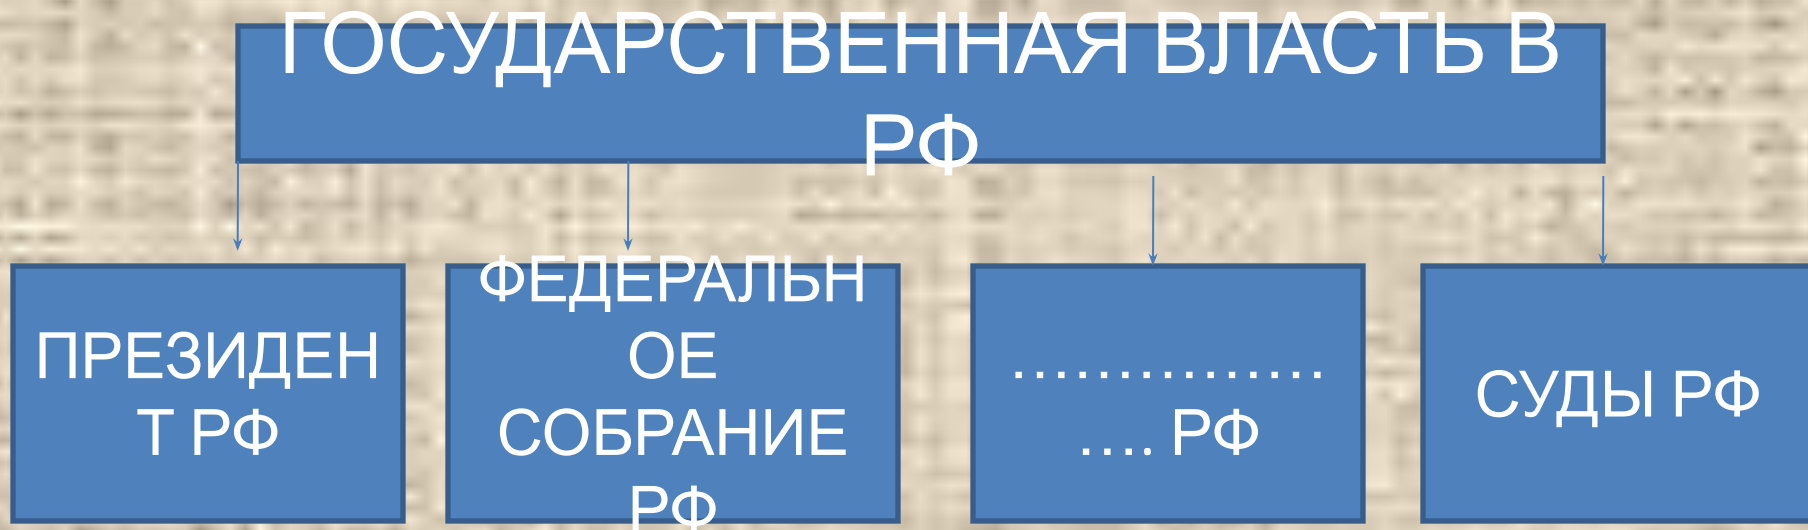 ГОСУДАРСТВЕННАЯ ВЛАСТЬ В
РФ
ПРЕЗИДЕН
Т РФ
ФЕДЕРАЛЬН
ОЕ
СОБРАНИЕ
РФ
……………
…. РФ
СУДЫ РФ